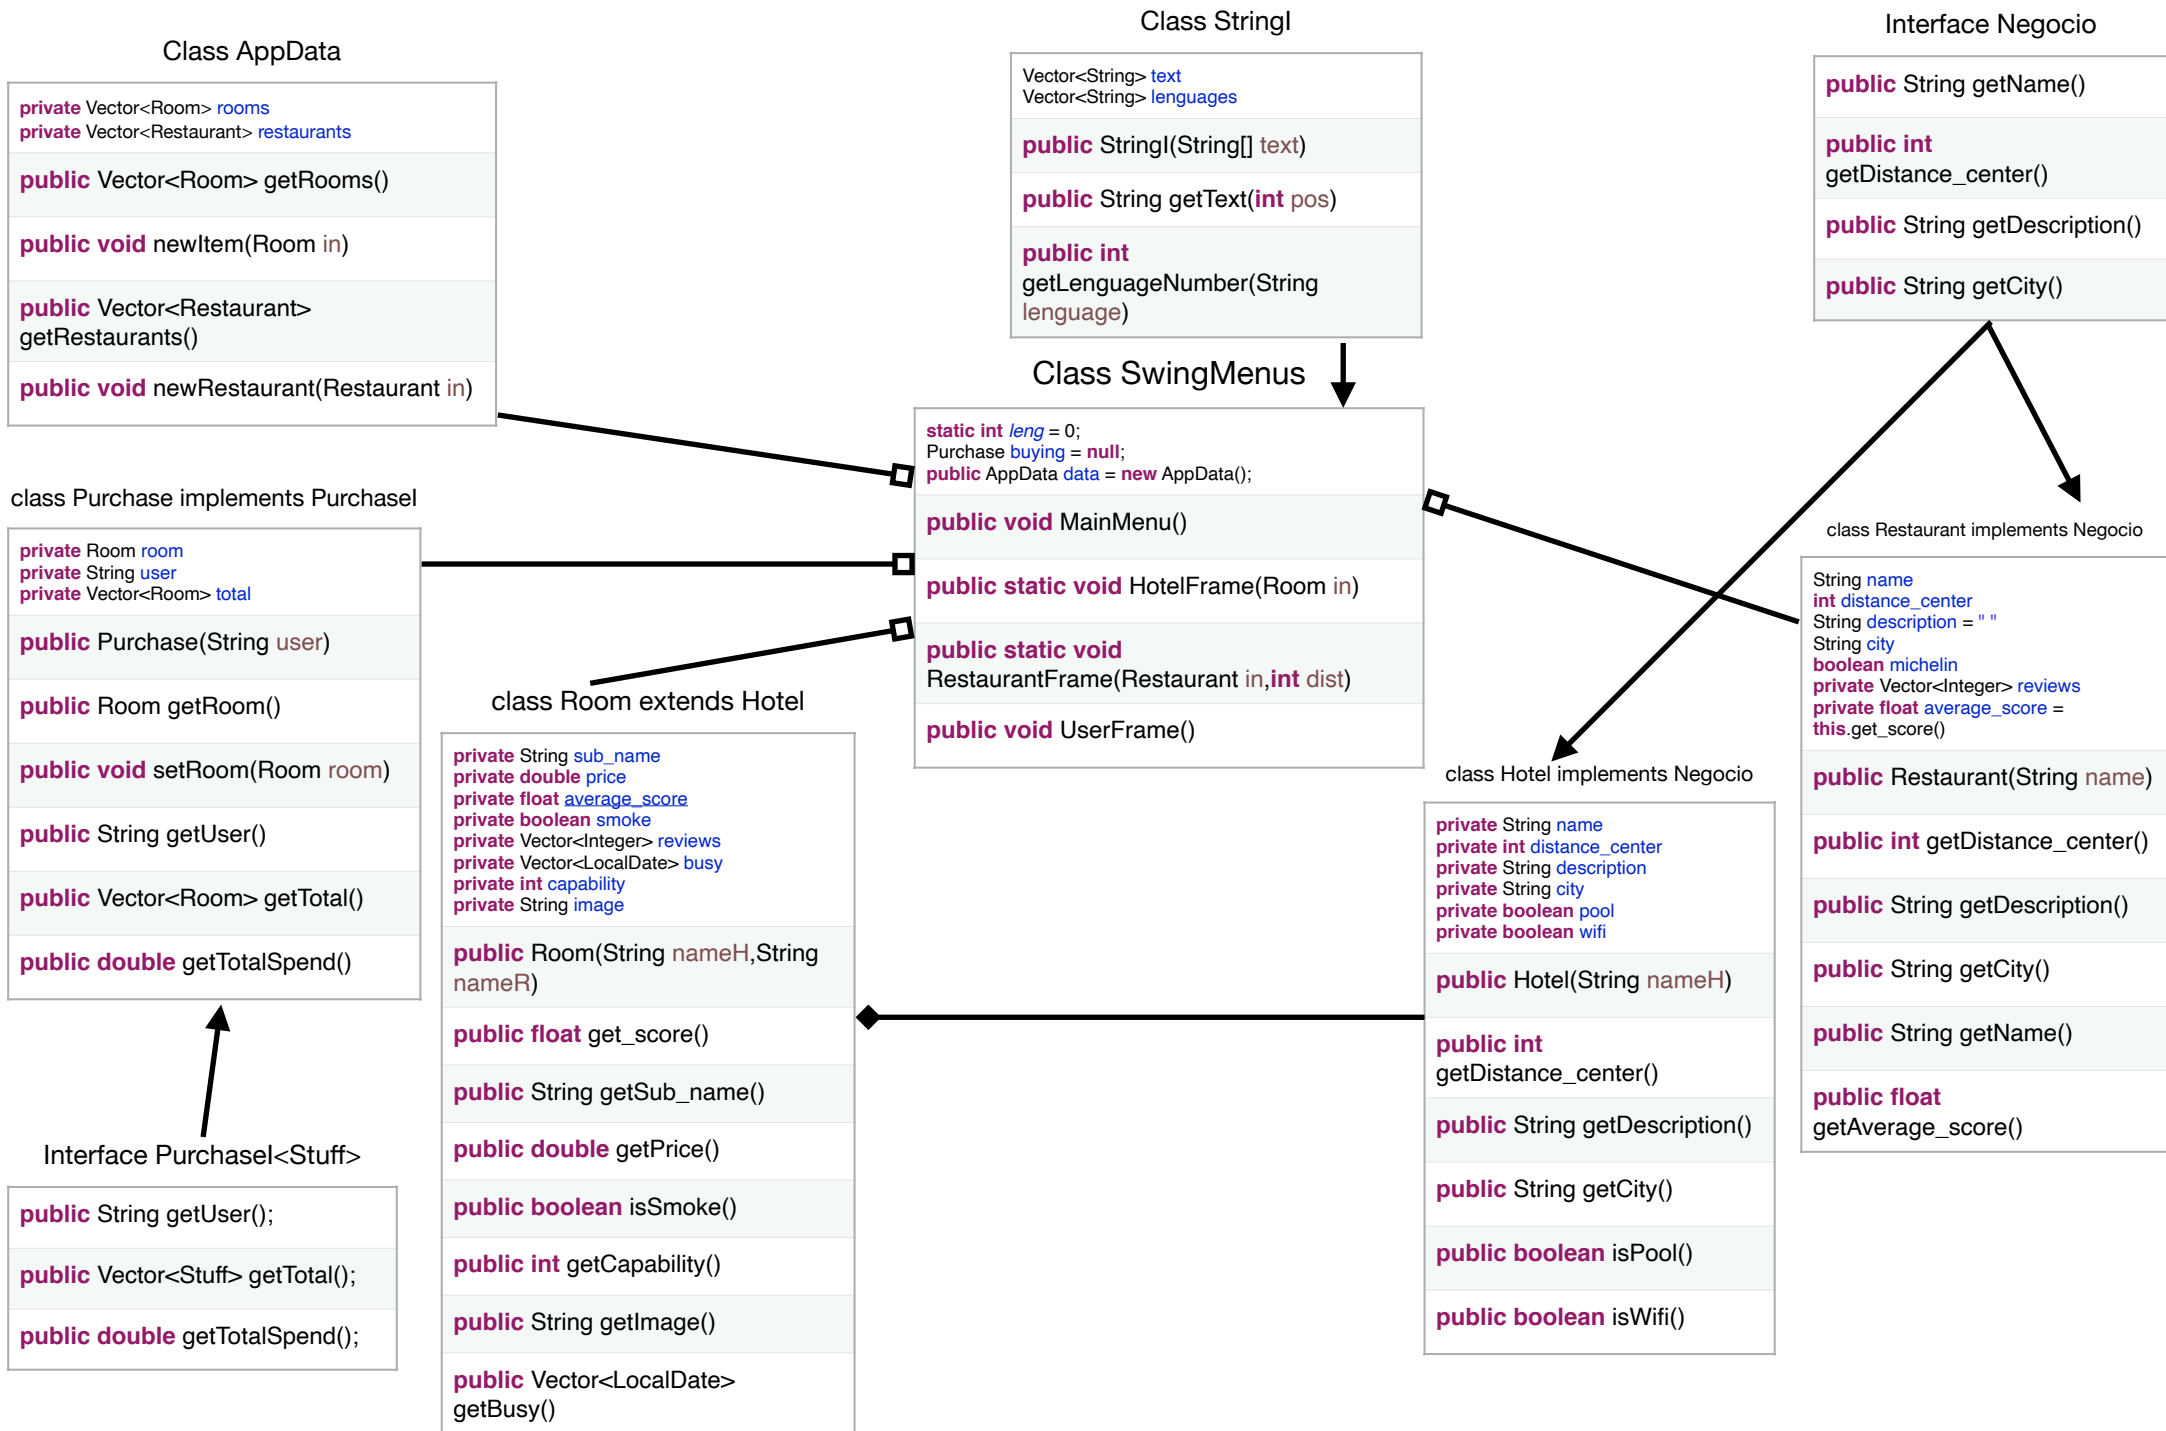 Class AppData
private Vector<Room> rooms
private Vector<Restaurant> restaurants
public Vector<Room> getRooms()
public void newItem(Room in)
public Vector<Restaurant>
getRestaurants()
public void newRestaurant(Restaurant in)
class Purchase implements PurchaseI
private Room room
private String user
private Vector<Room> total
public Purchase(String user)
public Room getRoom()
public void setRoom(Room room)
public String getUser()
public Vector<Room> getTotal()
public double getTotalSpend()
Interface PurchaseI<Stuff>
public String getUser();
public Vector<Stuff> getTotal();
public double getTotalSpend();
Class StringI
Vector<String> text
Vector<String> lenguages
public StringI(String[] text)
public String getText(int pos)
public int
getLenguageNumber(String
lenguage)
Class SwingMenus
static int leng = 0;
Purchase buying = null;
public AppData data = new AppData();
public void MainMenu()
public static void HotelFrame(Room in)
public static void
RestaurantFrame(Restaurant in,int dist)
public void UserFrame()
class Room extends Hotel
private String sub_name
private double price
private float average_score
private boolean smoke
private Vector<Integer> reviews
private Vector<LocalDate> busy
private int capability
private String image
public Room(String nameH,String
nameR)
public float get_score()
public String getSub_name()
public double getPrice()
public boolean isSmoke()
public int getCapability()
public String getImage()
public Vector<LocalDate>
getBusy()
Interface Negocio
public String getName()
public int
getDistance_center()
public String getDescription()
public String getCity()
class Hotel implements Negocio
private String name
private int distance_center
private String description
private String city
private boolean pool
private boolean wifi
public Hotel(String nameH)
public int
getDistance_center()
public String getDescription()
public String getCity()
public boolean isPool()
public boolean isWifi()
class Restaurant implements Negocio
String name
int distance_center
String description = " "
String city
boolean michelin
private Vector<Integer> reviews
private float average_score =
this.get_score()
public Restaurant(String name)
public int getDistance_center()
public String getDescription()
public String getCity()
public String getName()
public float
getAverage_score()